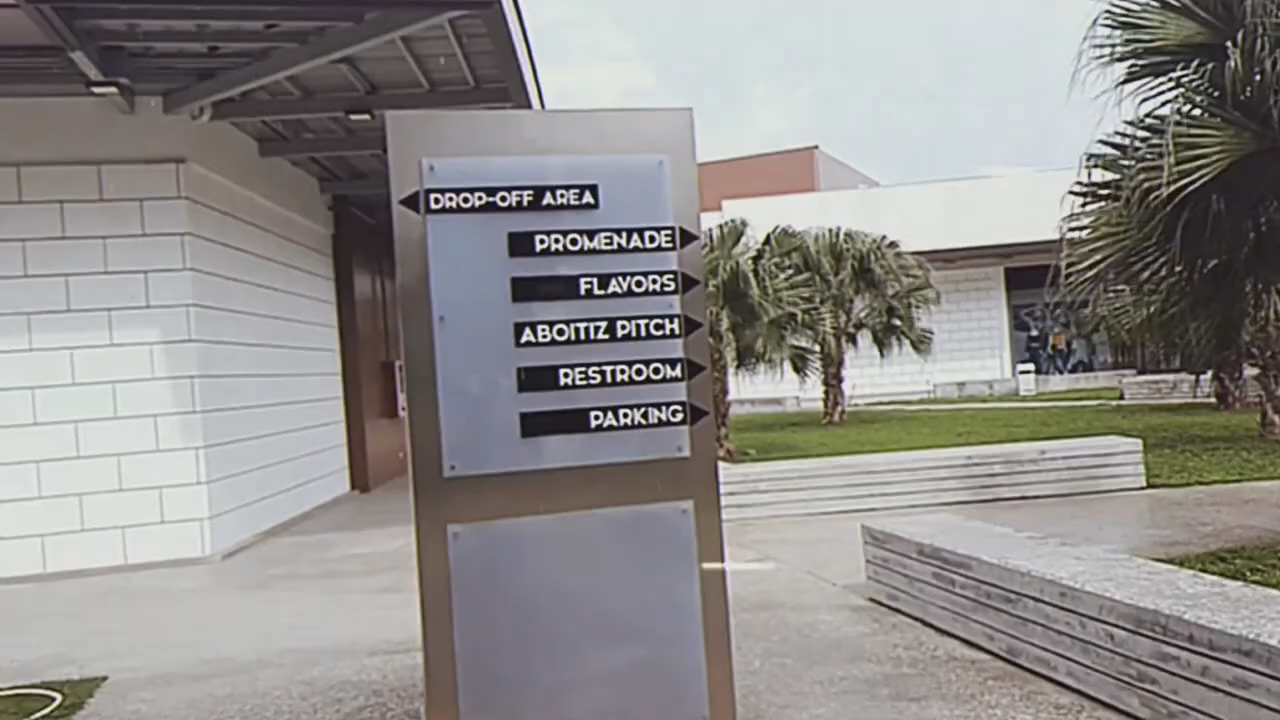 DROP-OFF AREA
PROMENADE
FLAVORS
ABOITIZ PITCH
RESTROOM
PARKING